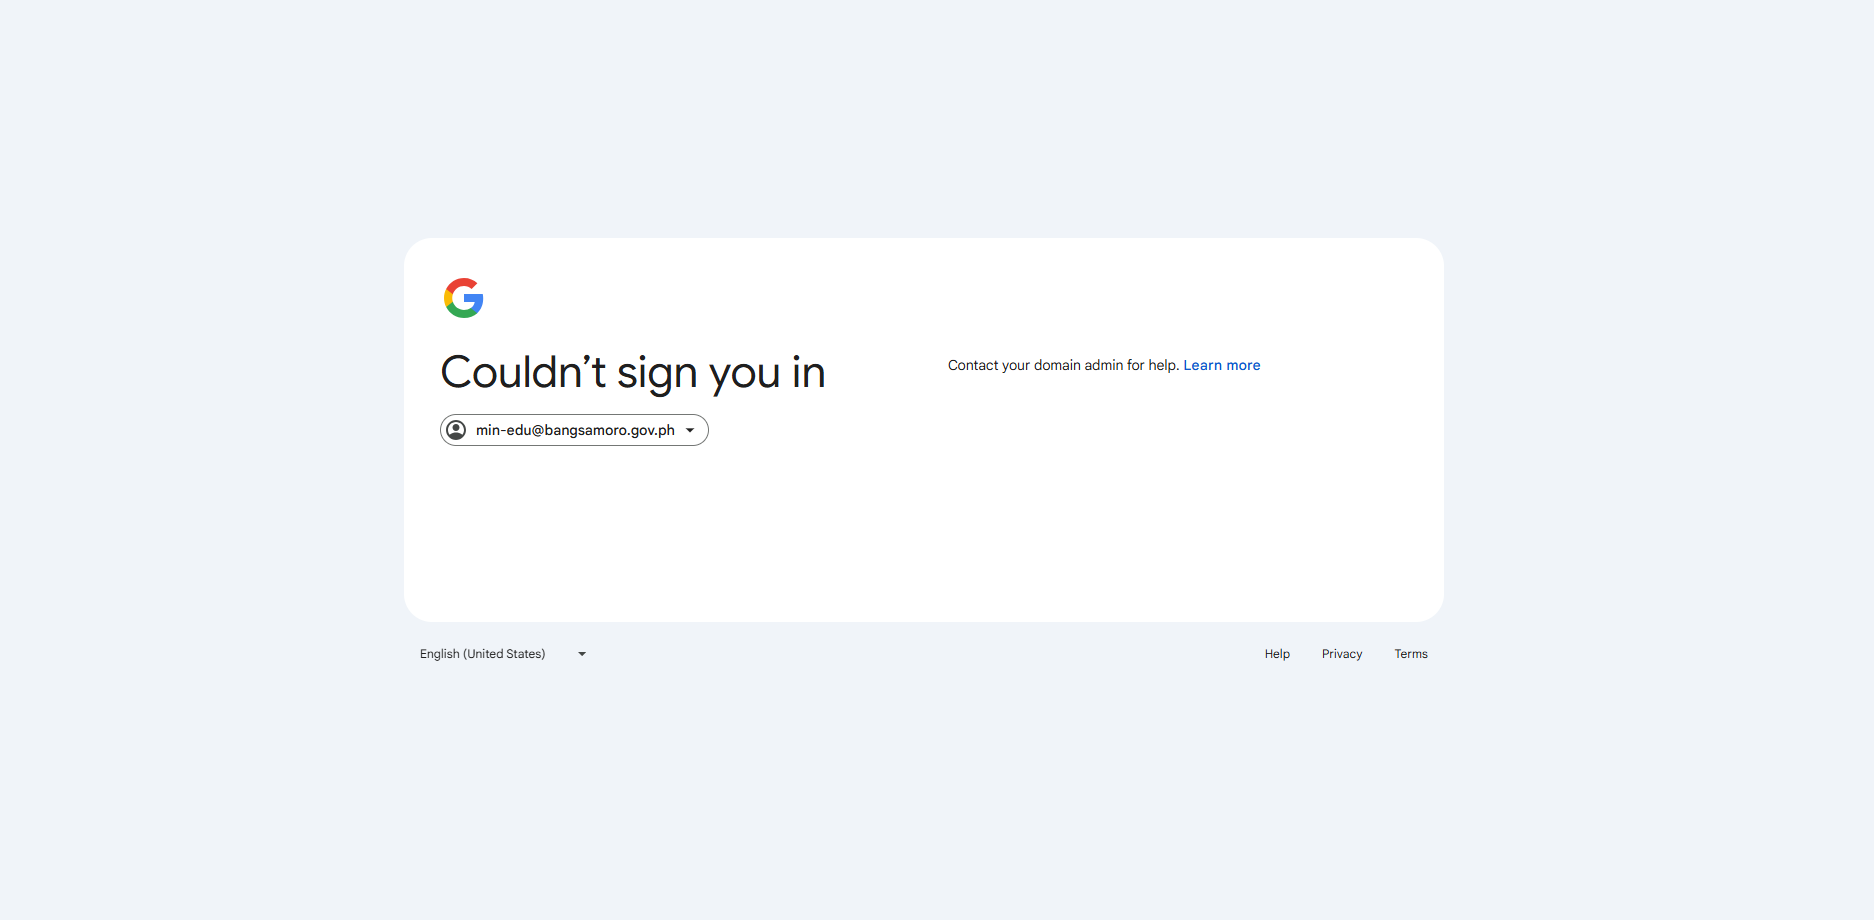 Couldn’t sign you in
min-edu@bangsamoro.gov.ph
Contact your domain admin for help. Learn more
English (United States)
Help Privacy Terms